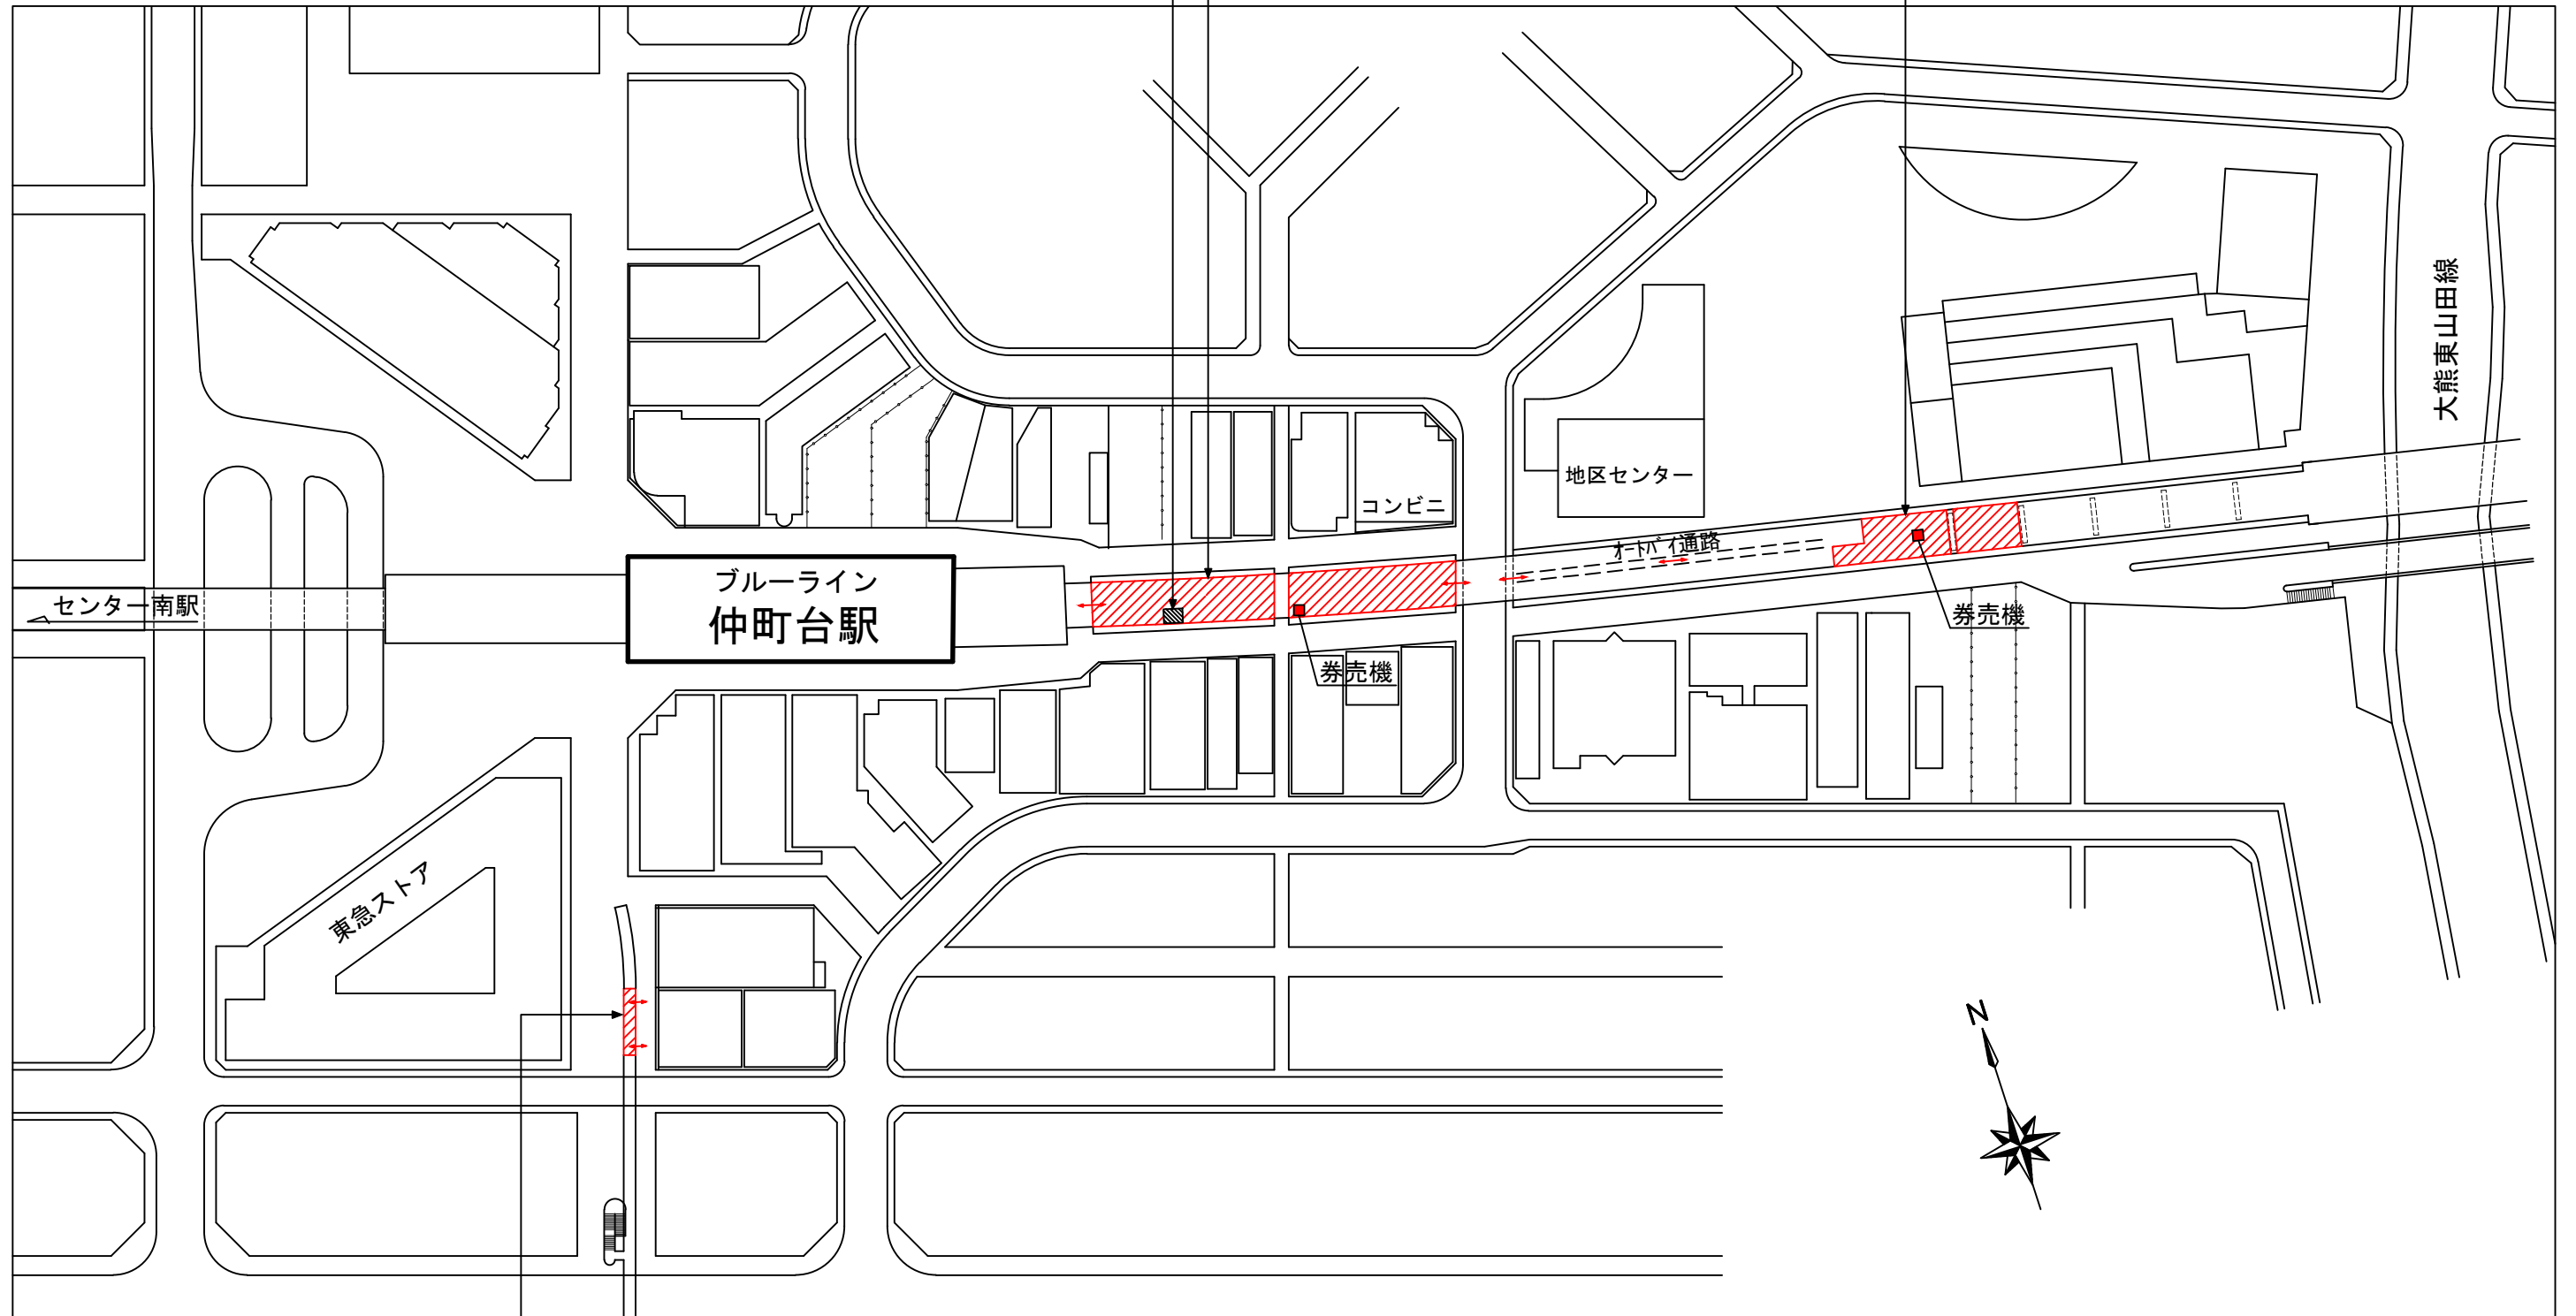 大熊東山田線
地区センター
コンビニ
オートバイ通路
ブルーライン
仲町台駅
センター南駅
券売機
券売機
東急ストア
N